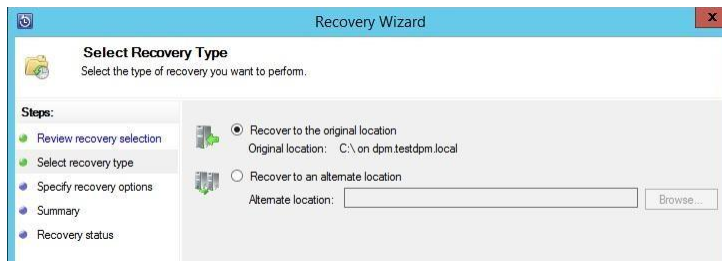 Recovery Wizard
x
Select Recovery Type
Select the type of recovery you want to perform.
Steps:
Review recovery selection
Select recovery type
Specify recovery options
Summary
Recovery status
Recover to the original location
Original location: C:\ on dpm.testdpm.local
Recover to an alternate location
Alternate location:
Browse...